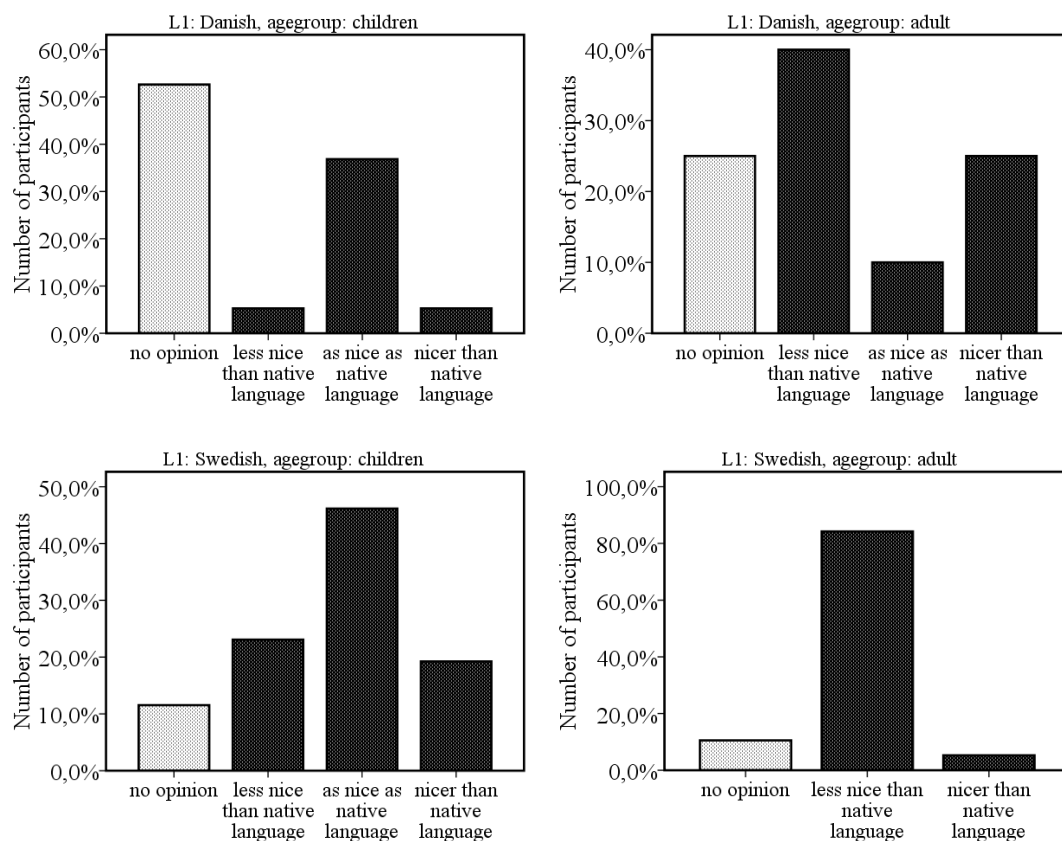 L1: Danish, agegroup: children
Number of participants
60,0%
50,0%
40,0%
30,0%
20,0%
10,0%
0,0%
no opinion
less nice
than native
language
as nice as
native
language
nicer than
native
language
L1: Danish, agegroup: adult
Number of participants
40,0%
30,0%
20,0%
10,0%
0,0%
no opinion
less nice
than native
language
as nice as
native
language
nicer than
native
language
L1: Swedish, agegroup: children
Number of participants
50,0%
40,0%
30,0%
20,0%
10,0%
0,0%
no opinion
less nice
than native
language
as nice as
native
language
nicer than
native
language
L1: Swedish, agegroup: adult
Number of participants
100,0%
80,0%
60,0%
40,0%
20,0%
0,0%
no opinion
less nice than
native
language
nicer than
native
language